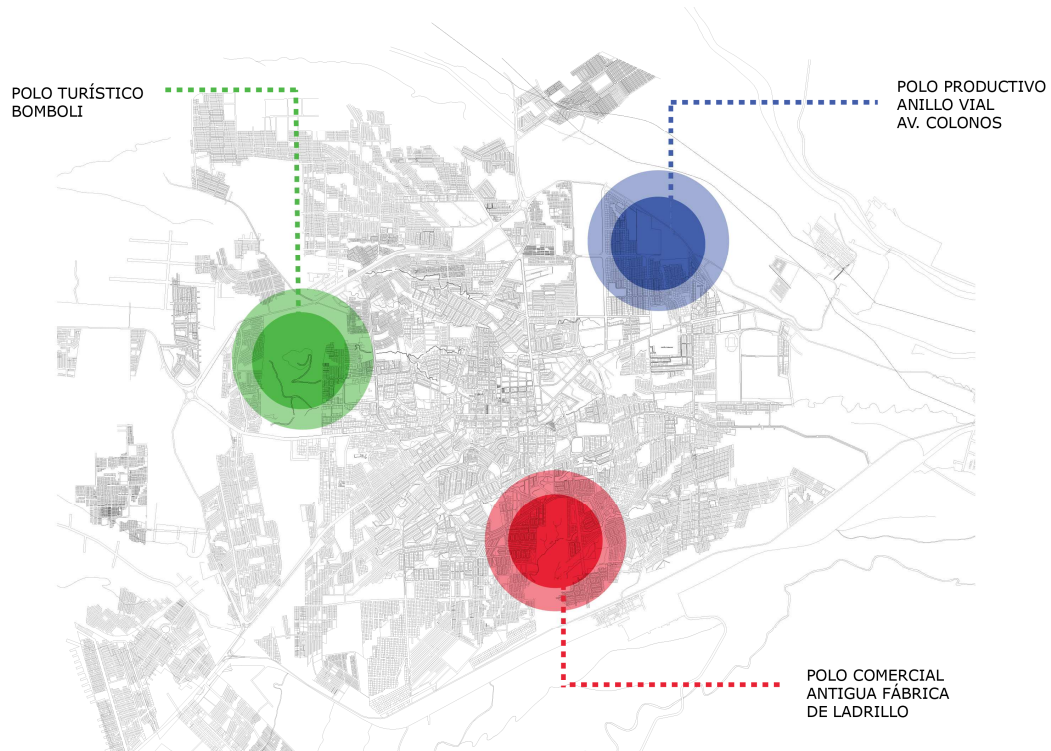 POLO TURÍSTICO
BOMBOLI
POLO PRODUCTIVO
ANILLO VIAL
AV. COLONOS
POLO COMERCIAL
ANTIGUA FÁBRICA
DE LADRILLO